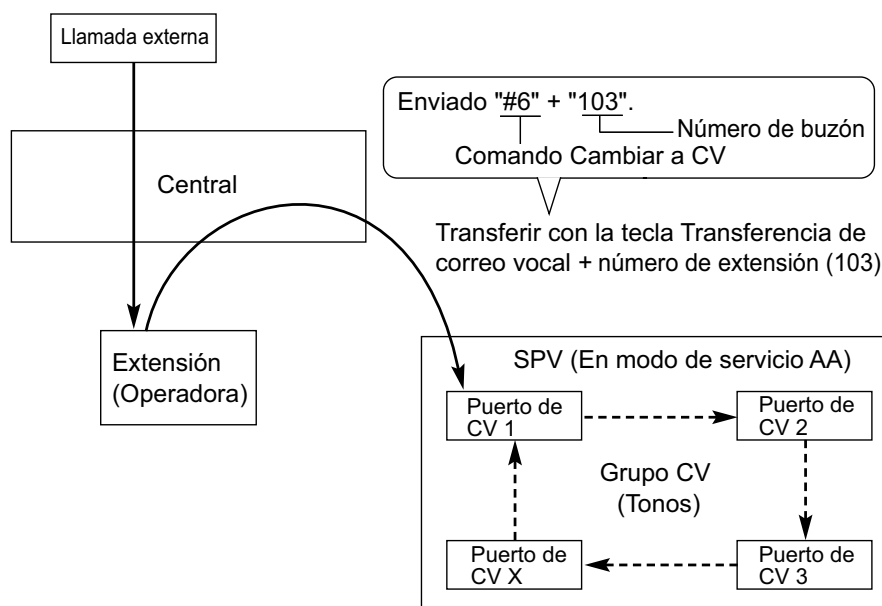 Llamada externa
Enviado "#6" + "103".
Número de buzón
Comando Cambiar a CV
Central
Transferir con la tecla Transferencia de
correo vocal + número de extensión (103)
Extensión
(Operadora)
SPV (En modo de servicio AA)
Puerto de
CV 1
Puerto de
CV 2
Grupo CV
(Tonos)
Puerto de
CV X
Puerto de
CV 3